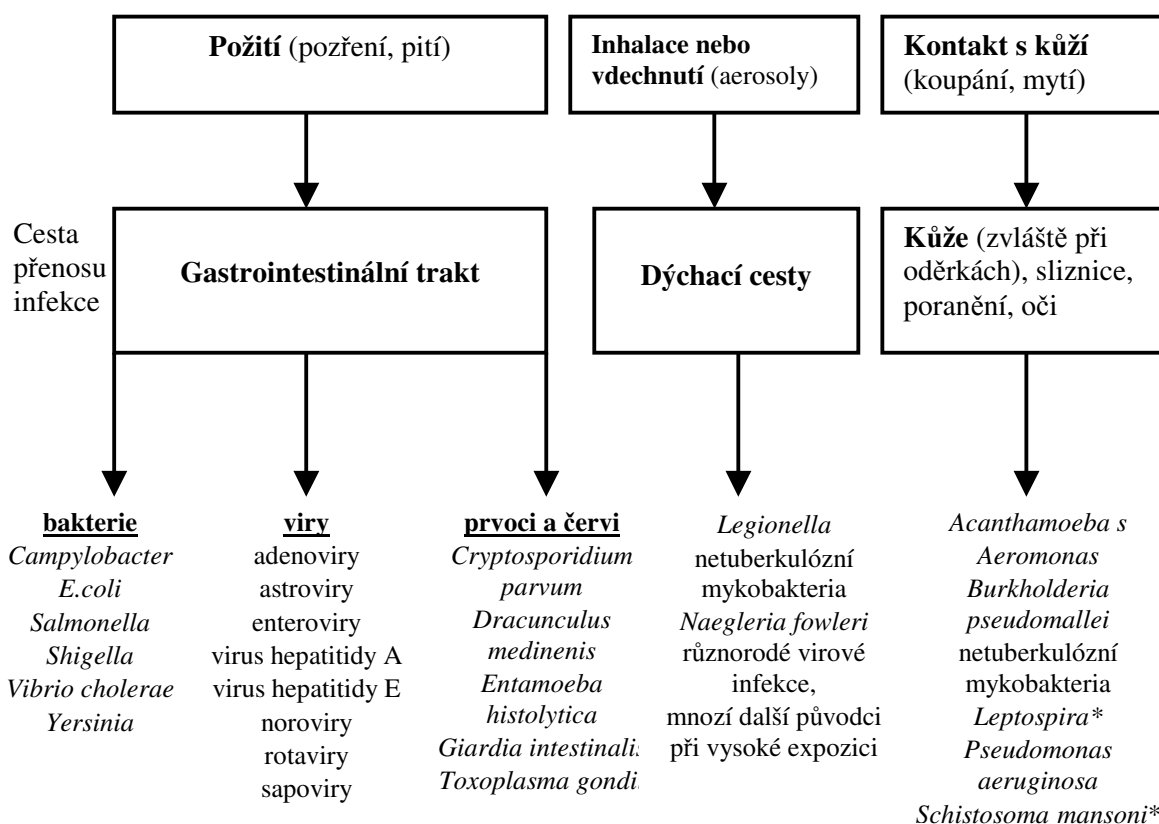 Požití (pozření, pití)
Inhalace nebo
vdechnutí (aerosoly)
Kontakt s kůží
(koupání, mytí)
Cesta
přenosu
infekce
Gastrointestinální trakt
Dýchací cesty
Kůže (zvláště při
oděrkách), sliznice,
poranění, oči
bakterie
Campylobacter
E.coli
Salmonella
Shigella
Vibrio cholerae
Yersinia
viry
adenoviry
astroviry
enteroviry
virus hepatitidy A
virus hepatitidy E
noroviry
rotaviry
sapoviry
prvoci a červi
Cryptosporidium
parvum
Dracunculus
medinenis
Entamoeba
histolytica
Giardia intestinalis
Toxoplasma gondi
Legionella
netuberkulózní
mykobakteria
Naegleria fowleri
různorodé virové
infekce,
mnozí další původci
při vysoké expozici
Acanthamoeba s
Aeromonas
Burkholderia
pseudomallei
netuberkulózní
mykobakteria
Leptospira*
Pseudomonas
aeruginosa
Schistosoma mansoni*